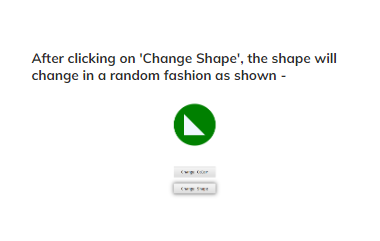 After clicking on 'Change Shape', the shape will
change in a random fashion as shown -
Change Color
Change Shape